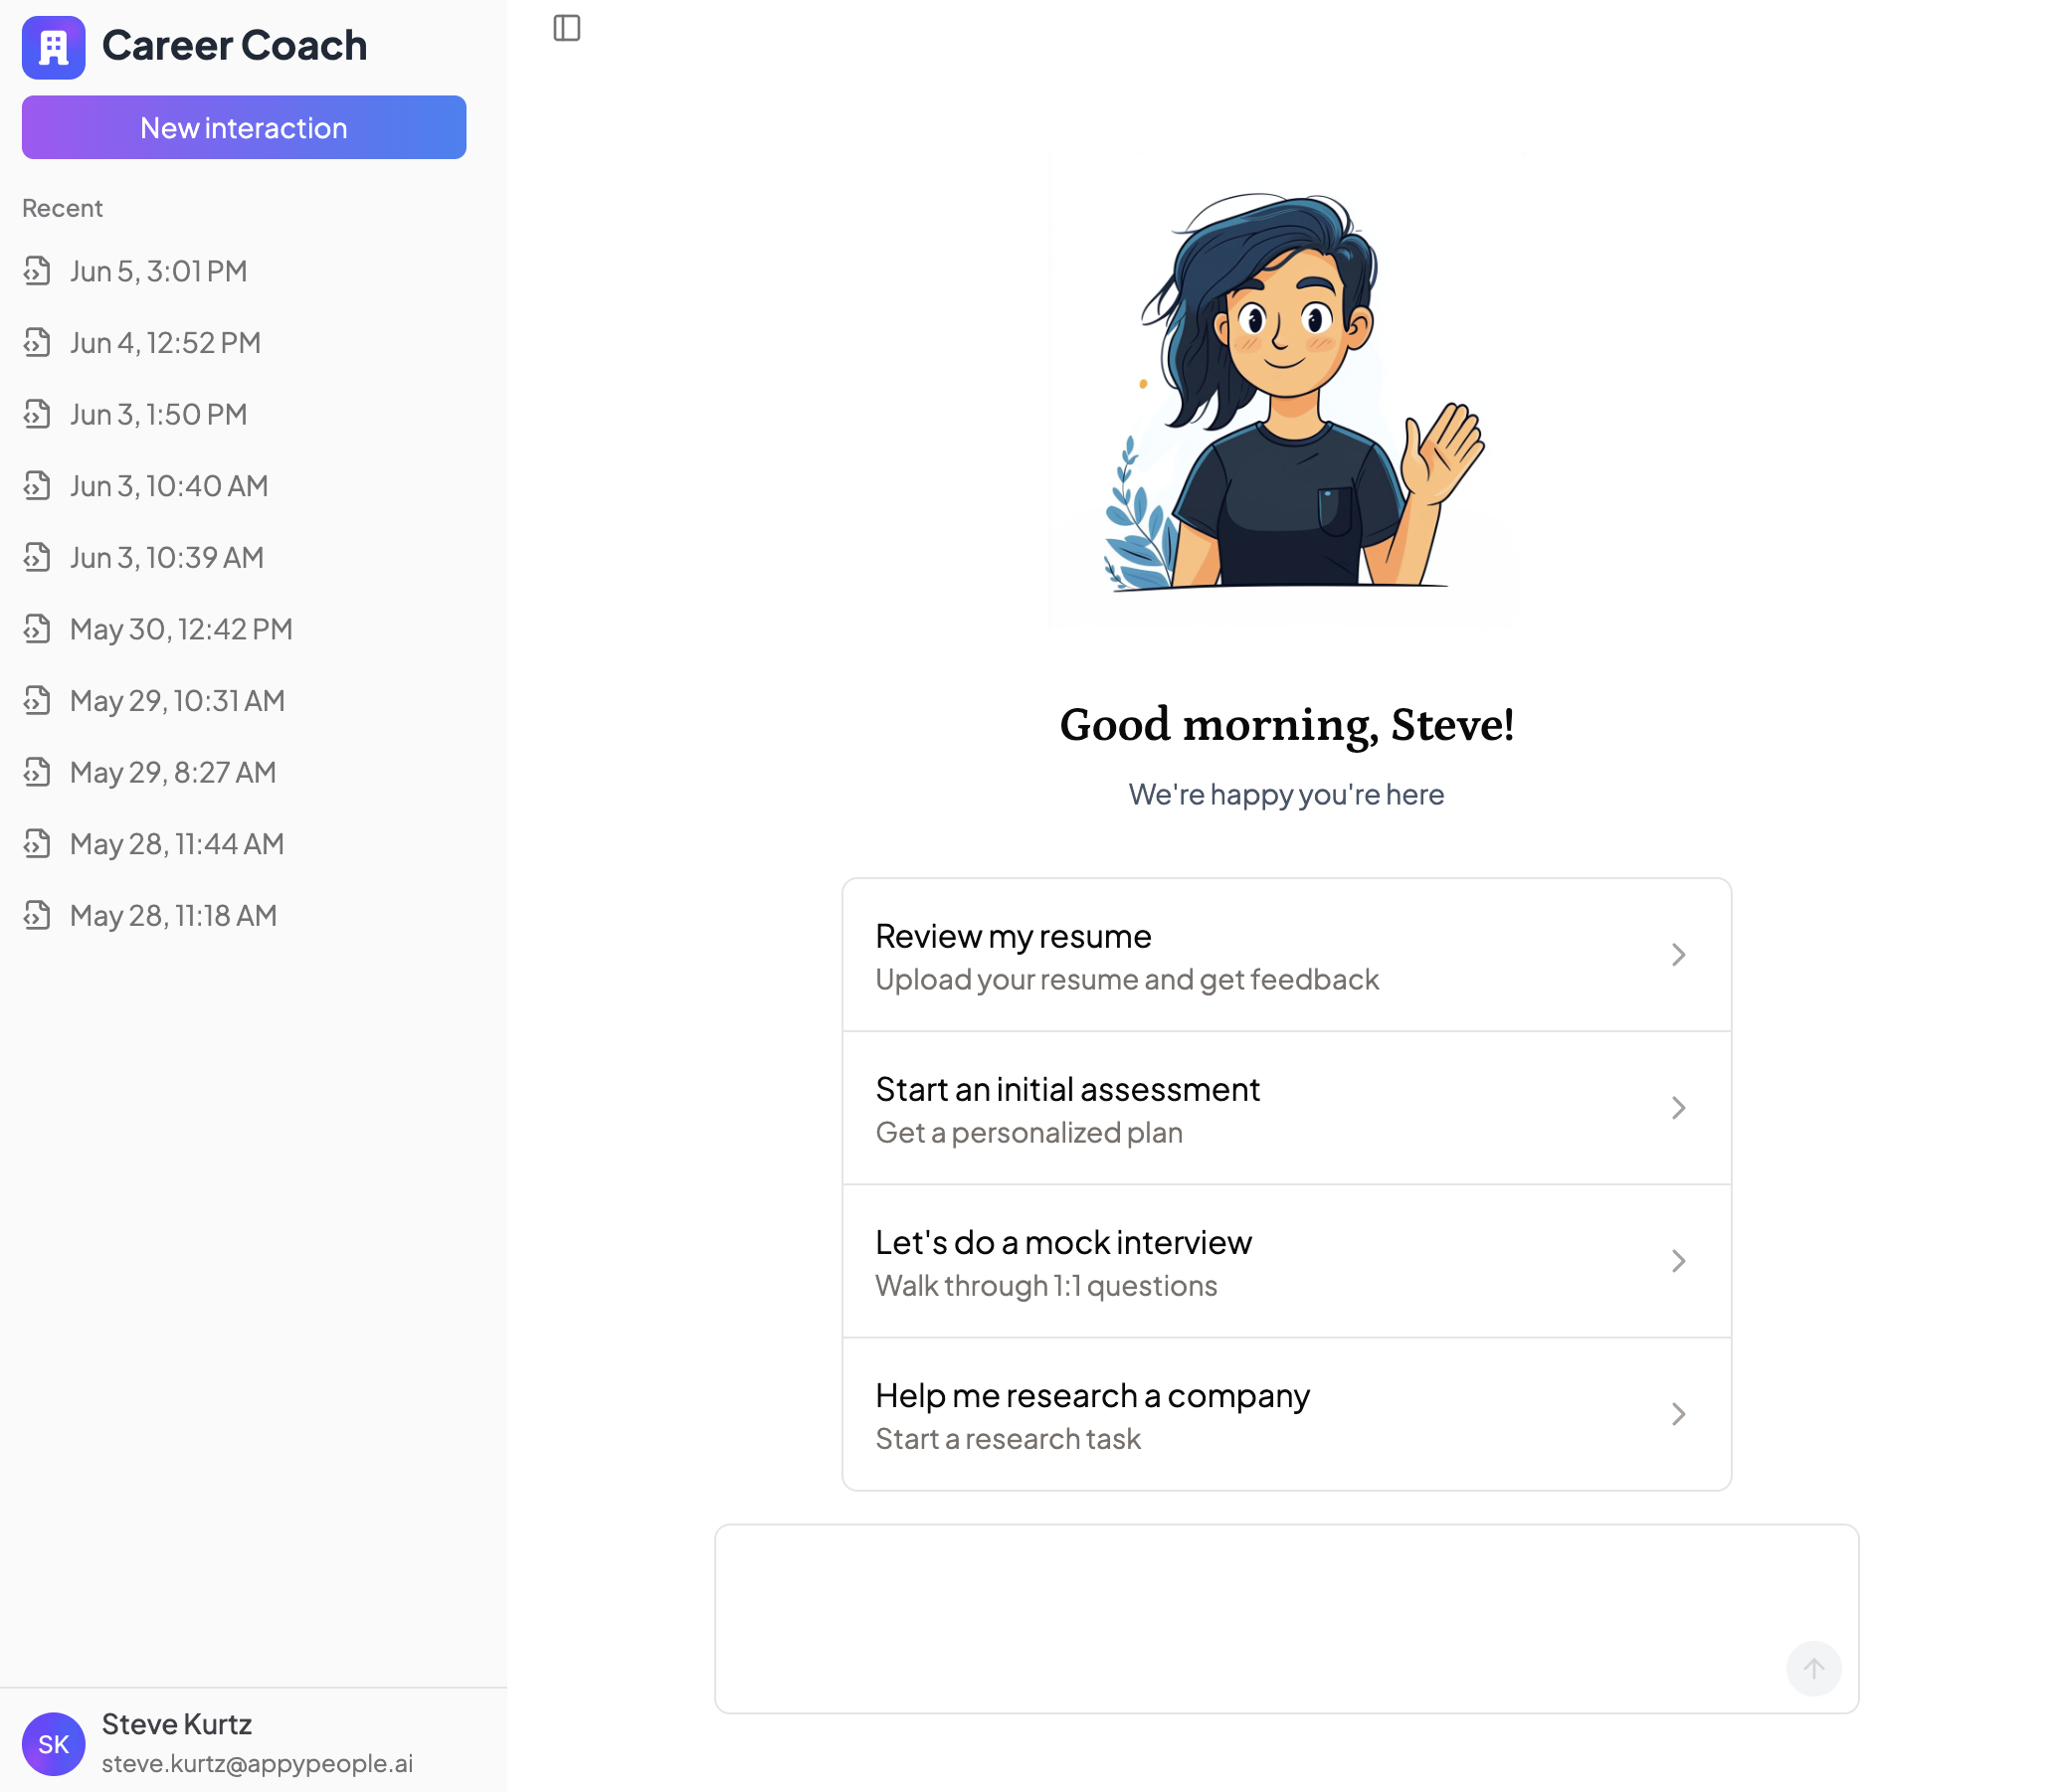 Career Coach
New interaction
Recent
Jun 5, 3:01 PM
Jun 4, 12:52 PM
Jun 3, 1:50 PM
Jun 3, 10:40 AM
Jun 3, 10:39 AM
May 30, 12:42 PM
May 29, 10:31 AM
May 29, 8:27 AM
May 28, 11:44 AM
May 28, 11:18 AM
SK
Steve Kurtz
steve.kurtz@appypeople.ai
Good morning, Steve!
We're happy you're here
Review my resume
Upload your resume and get feedback
Start an initial assessment
Get a personalized plan
Let's do a mock interview
Walk through 1:1 questions
Help me research a company
Start a research task